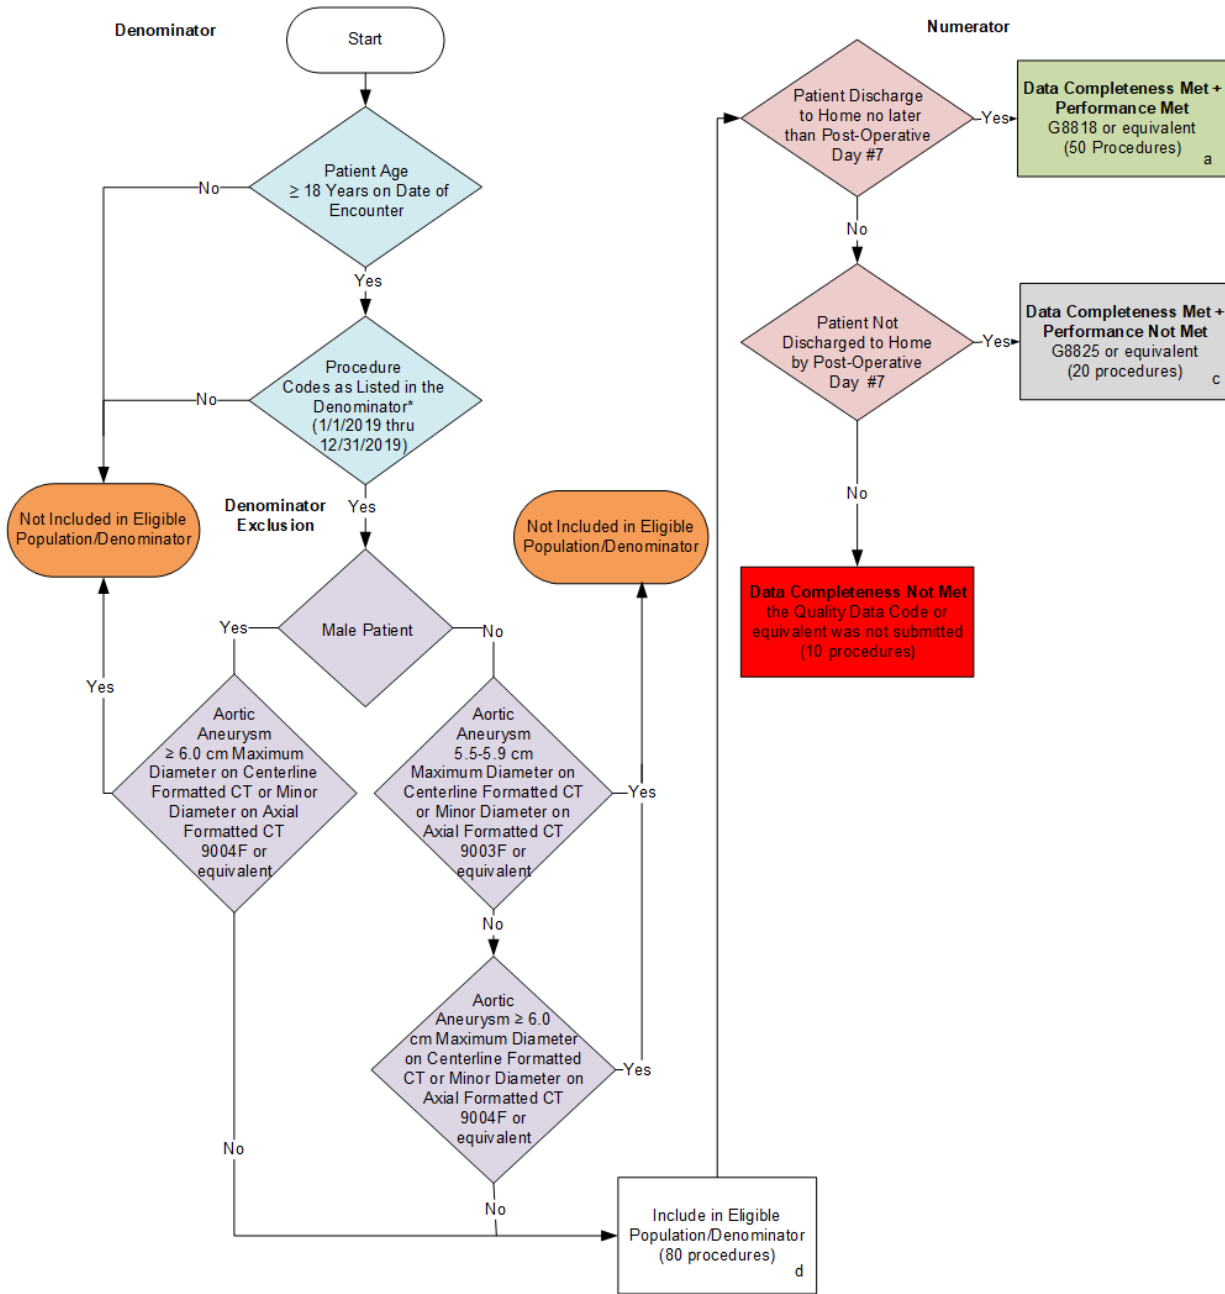 Denominator
Start
Patient Age
≥ 18 Years on Date of
Encounter
No
Yes
Procedure
Codes as Listed in the
Denominator*
(1/1/2019 thru
12/31/2019)
No
Yes
Not Included in Eligible
Population/Denominator
Denominator
Exclusion
Not Included in Eligible
Population/Denominator
Male Patient
Yes
No
Yes
Aortic
Aneurysm
≥ 6.0 cm Maximum
Diameter on Centerline
Formatted CT or Minor
Diameter on Axial
Formatted CT
9004F or
equivalent
Aortic
Aneurysm
5.5-5.9 cm
Maximum Diameter on
Centerline Formatted CT
or Minor Diameter on
Axial Formatted CT
9003F or
equivalent
Yes
No
Aortic
Aneurysm ≥ 6.0
cm Maximum Diameter
on Centerline Formatted
CT or Minor Diameter on
Axial Formatted CT
9004F or
equivalent
Yes
No
No
Include in Eligible
Population/Denominator
(80 procedures)
d
Numerator
Patient Discharge
to Home no later
than Post-Operative
Day #7
Yes
Data Completeness Met +
Performance Met
G8818 or equivalent
(50 Procedures)
a
No
Patient Not
Discharged to Home
by Post-Operative
Day #7
Yes
Data Completeness Met +
Performance Not Met
G8825 or equivalent
(20 procedures)
c
No
Data Completeness Not Met
the Quality Data Code or
equivalent was not submitted
(10 procedures)